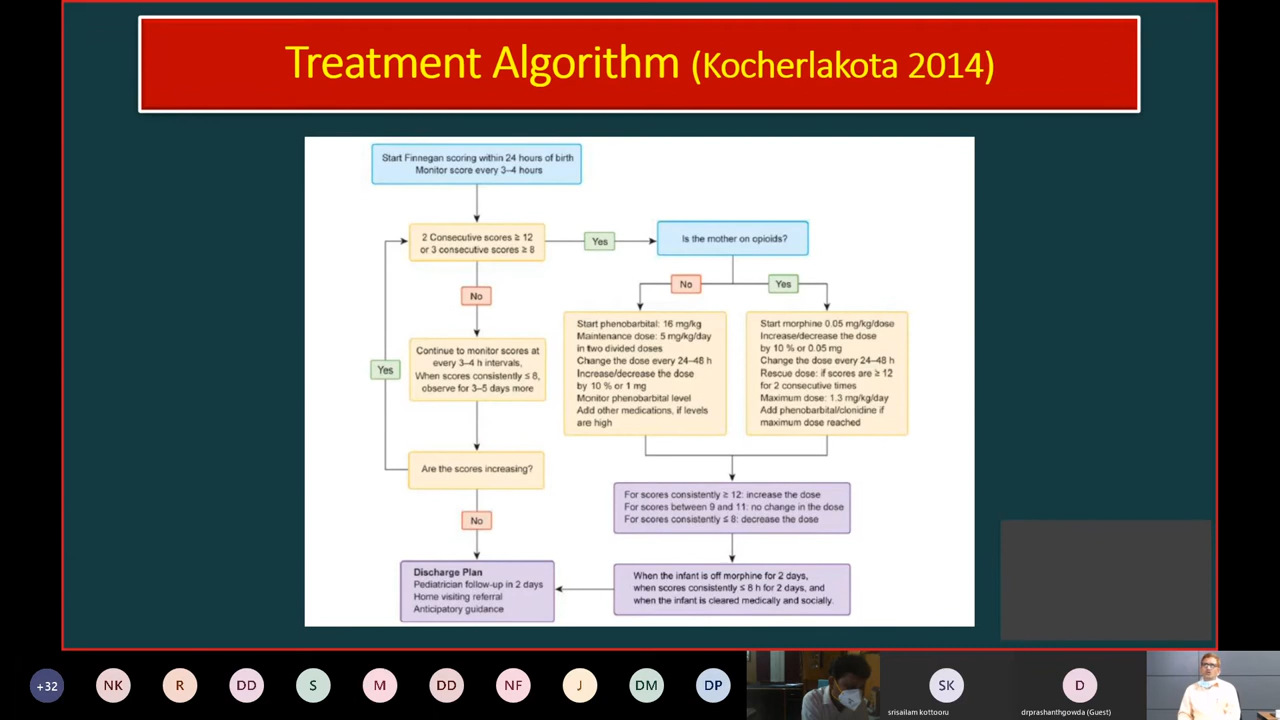 Treatment Algorithm (Kocherlakota 2014)
Start Finnegan scoring within 24 hours of birth
Monitor score every 3–4 hours
2 Consecutive scores ≥ 12
or 3 consecutive scores ≥ 8
Yes
Is the mother on opioids?
No
Yes
No
Start phenobarbital: 16 mg/kg
Maintenance dose: 5 mg/kg/day
in two divided doses
Change the dose every 24–48 h
Increase/decrease the dose
by 10 % or 1 mg
Monitor phenobarbital level
Add other medications, if levels
are high
Start morphine 0.05 mg/kg/dose
Increase/decrease the dose
by 10 % or 0.05 mg
Change the dose every 24–48 h
Rescue dose: if scores are ≥ 12
for 2 consecutive times
Maximum dose: 1.3 mg/kg/day
Add phenobarbital/clonidine if
maximum dose reached
Continue to monitor scores at
every 3–4 h intervals,
When scores consistently ≤ 8,
observe for 3–5 days more
Yes
Are the scores increasing?
No
For scores consistently ≥ 12: increase the dose
For scores between 9 and 11: no change in the dose
For scores consistently ≤ 8: decrease the dose
When the infant is off morphine for 2 days,
when scores consistently ≤ 8 h for 2 days, and
when the infant is cleared medically and socially.
Discharge Plan
Pediatrician follow-up in 2 days
Home visiting referral
Anticipatory guidance
+32
NK
R
DD
S
M
DD
NF
J
DM
DP
SK
D
srisailam kottooru
drprashanthgowda (Guest)